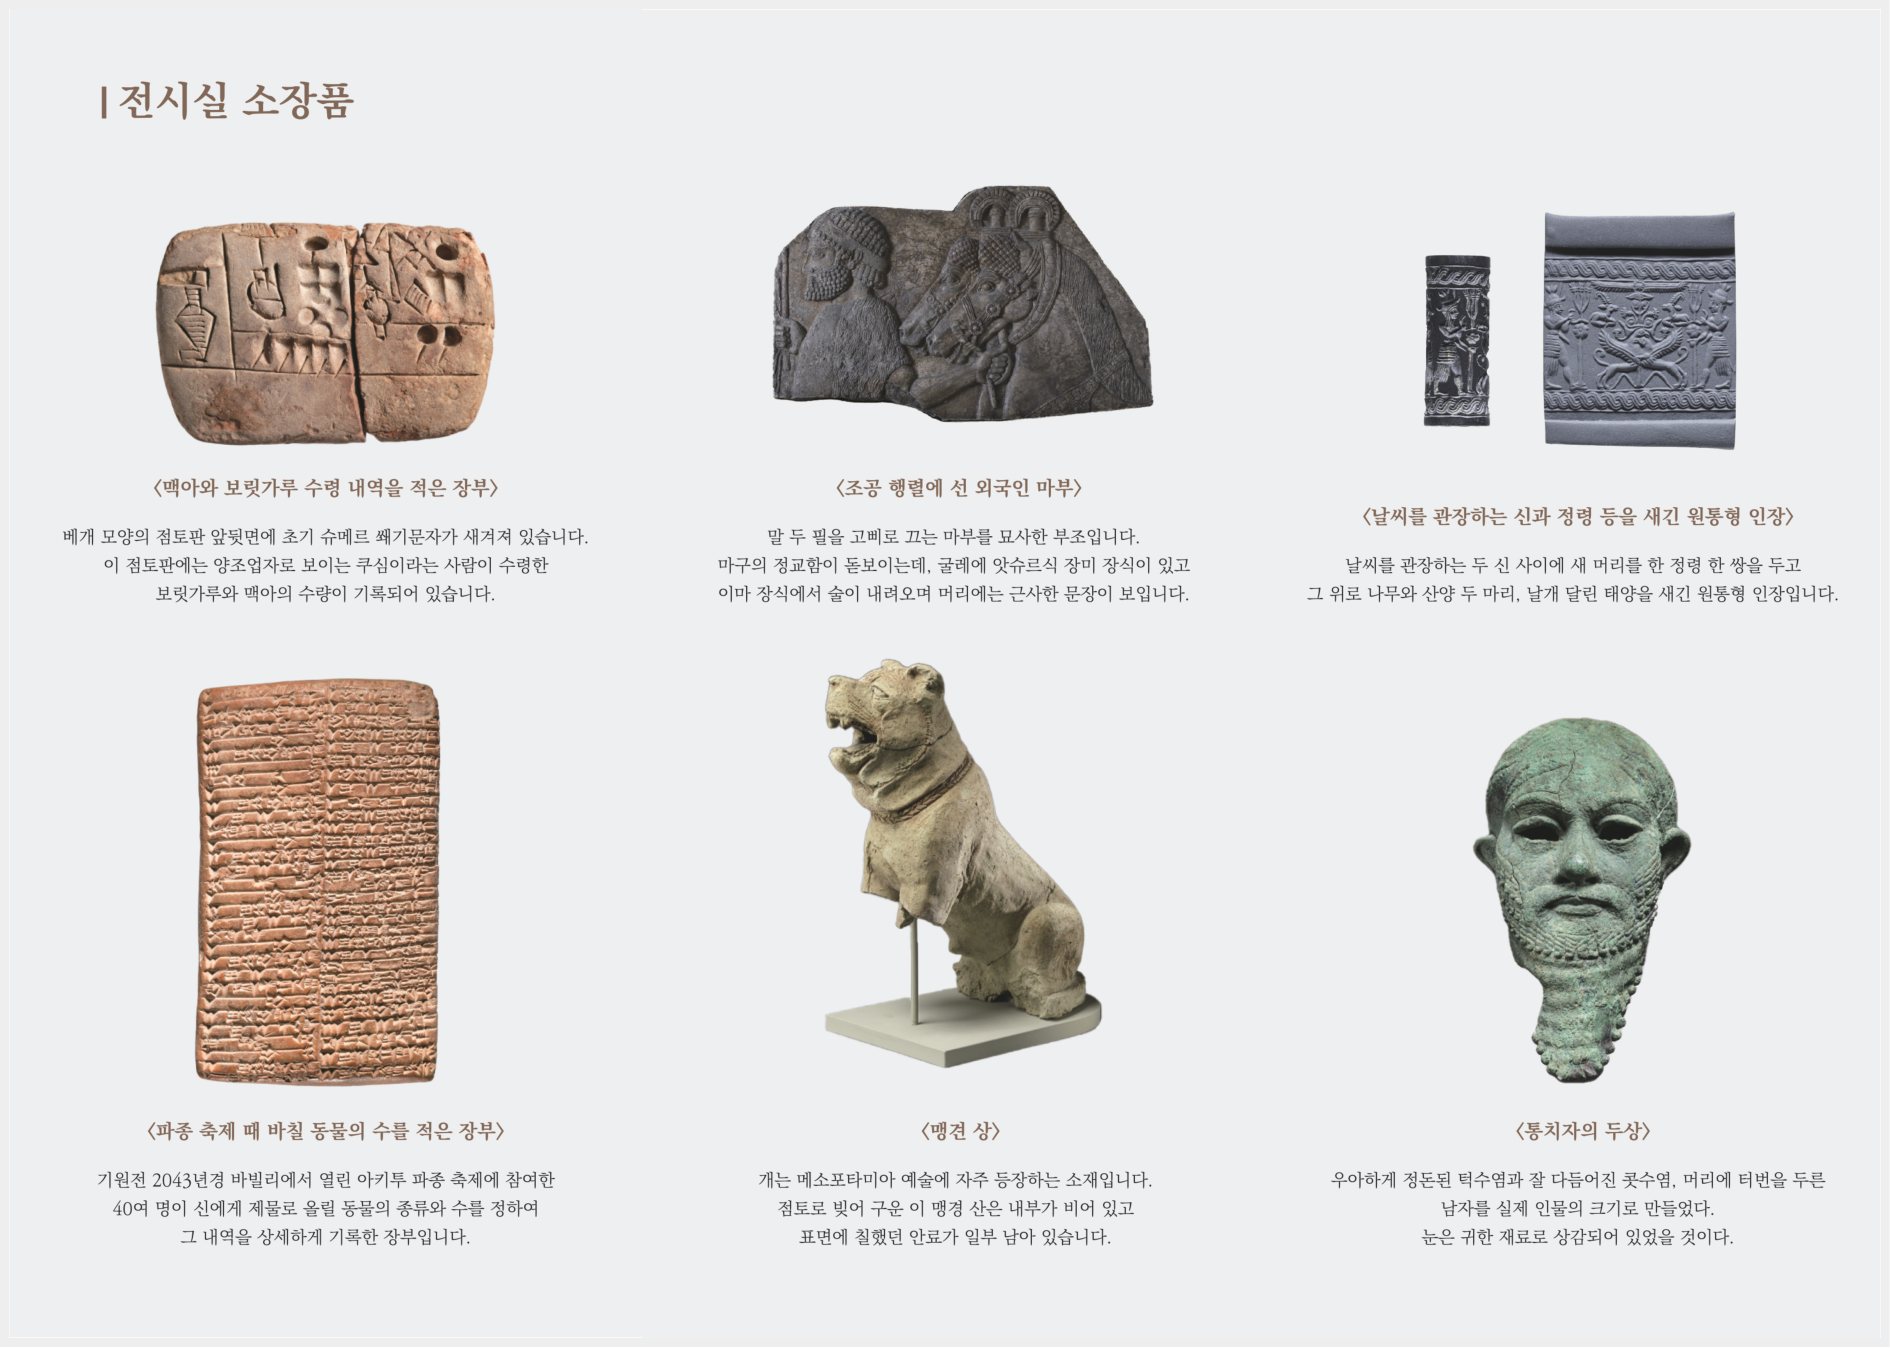 전시실 소장품
〈맥아와 보릿가루 수령 내역을 적은 장부〉
베개 모양의 점토판 앞뒷면에 초기 슈메르 쐐기문자가 새겨져 있습니다.
이 점토판에는 양조업자로 보이는 쿠심이라는 사람이 수령한
보릿가루와 맥아의 수량이 기록되어 있습니다.
〈조공 행렬에 선 외국인 마부〉
말 두 필을 고삐로 끄는 마부를 묘사한 부조입니다.
마구의 정교함이 돋보이는데, 굴레에 앗슈르식 장미 장식이 있고
이마 장식에서 술이 내려오며 머리에는 근사한 문장이 보입니다.
〈날씨를 관장하는 신과 정령 등을 새긴 원통형 인장〉
날씨를 관장하는 두 신 사이에 새 머리를 한 정령 한 쌍을 두고
그 위로 나무와 산양 두 마리, 날개 달린 태양을 새긴 원통형 인장입니다.
〈파종 축제 때 바칠 동물의 수를 적은 장부〉
기원전 2043년경 바빌리에서 열린 아키투 파종 축제에 참여한
40여 명이 신에게 제물로 올릴 동물의 종류와 수를 정하여
그 내역을 상세하게 기록한 장부입니다.
〈맹견 상〉
개는 메소포타미아 예술에 자주 등장하는 소재입니다.
점토로 빚어 구운 이 맹경 산은 내부가 비어 있고
표면에 칠했던 안료가 일부 남아 있습니다.
〈통치자의 두상〉
우아하게 정돈된 턱수염과 잘 다듬어진 콧수염, 머리에 터번을 두른
남자를 실제 인물의 크기로 만들었다.
눈은 귀한 재료로 상감되어 있었을 것이다.